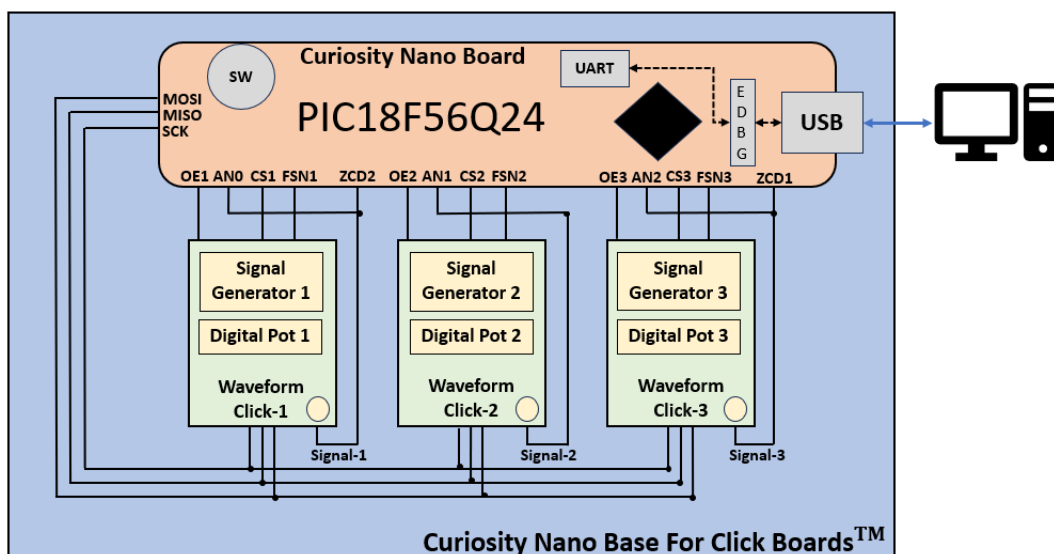 Curiosity Nano Board
SW
UART
PIC18F56Q24
E
D
B
G
USB
MOSI
MISO
SCK
OE1 AN0 CS1 FSN1 ZCD2 OE2 AN1 CS2 FSN2 OE3 AN2 CS3 FSN3 ZCD1
Signal
Generator 1
Digital Pot 1
Waveform
Click-1
Signal-1
Signal
Generator 2
Digital Pot 2
Waveform
Click-2
Signal-2
Signal
Generator 3
Digital Pot 3
Waveform
Click-3
Signal-3
Curiosity Nano Base For Click Boards™